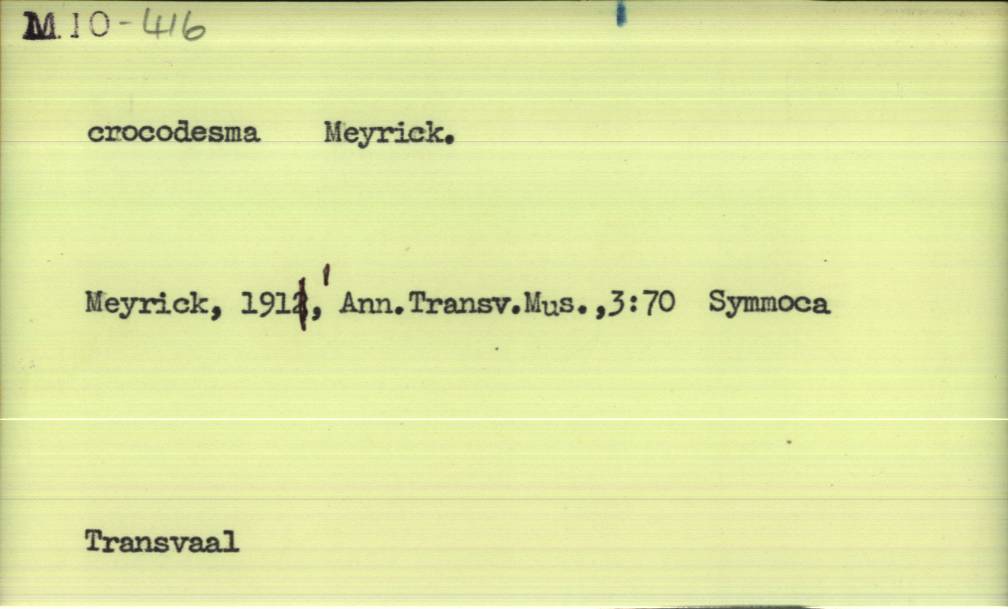 M.10-416
crocodesma Meyrick.
Meyrick, 1911, Ann.Transv.Mus.,3:70 Symmoca
Transvaal